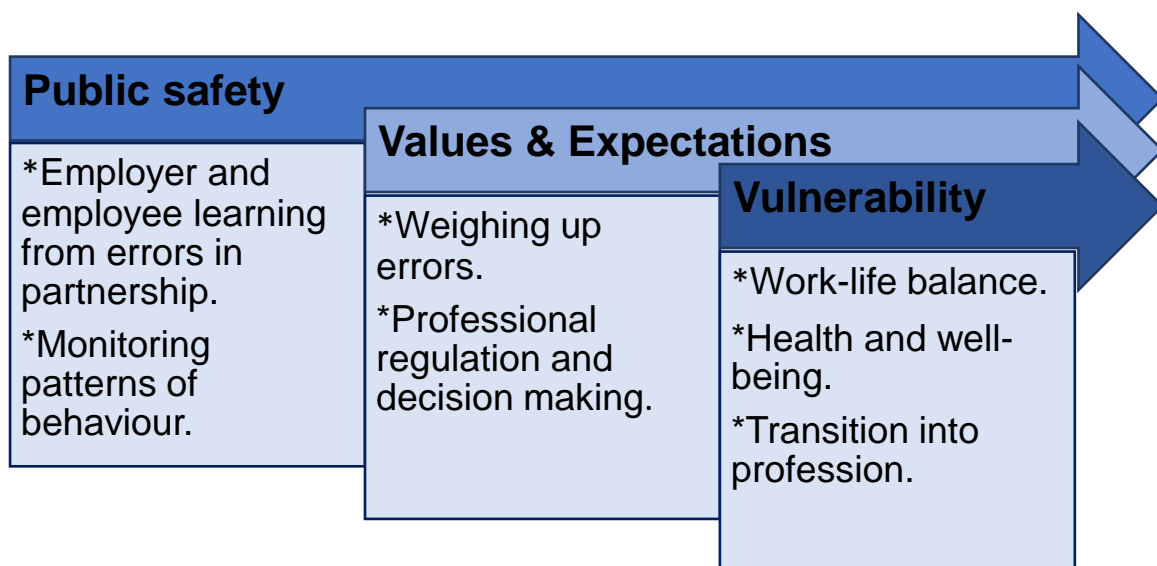 Public safety
*Employer and
employee learning
from errors in
partnership.
*Monitoring
patterns of
behaviour.
Values & Expectations
*Weighing up
errors.
*Professional
regulation and
decision making.
Vulnerability
*Work-life balance.
*Health and well-
being.
*Transition into
profession.